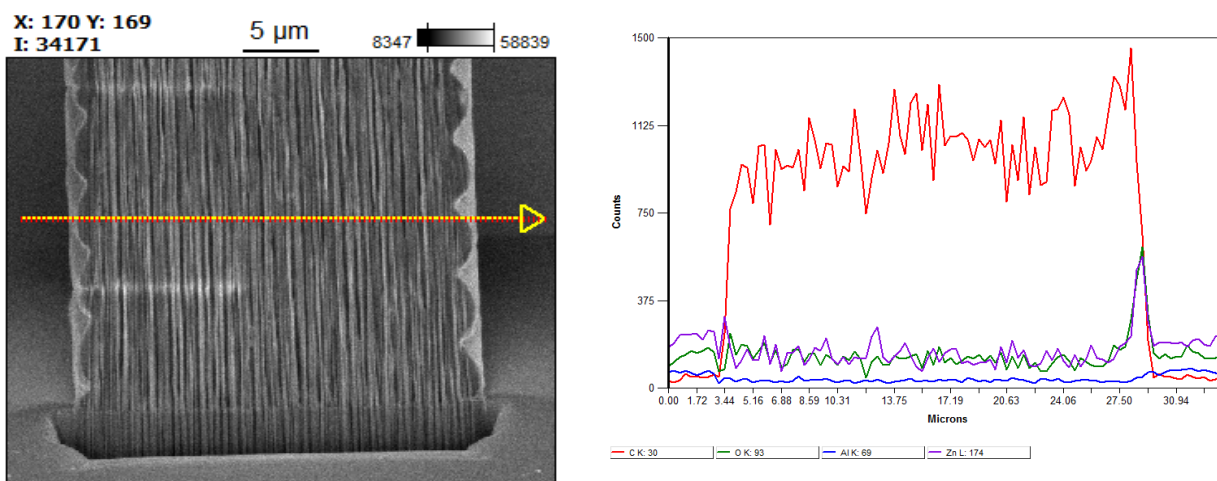 X: 170 Y: 169
I: 34171
5 µm
8347
58839
1500
1125
750
375
0
Counts
0.00 1.72 3.44 5.16 6.88 8.59 10.31 13.75 17.19 20.63 24.06 27.50 30.94
Microns
C K: 30
O K: 93
Al K: 69
Zn L: 174